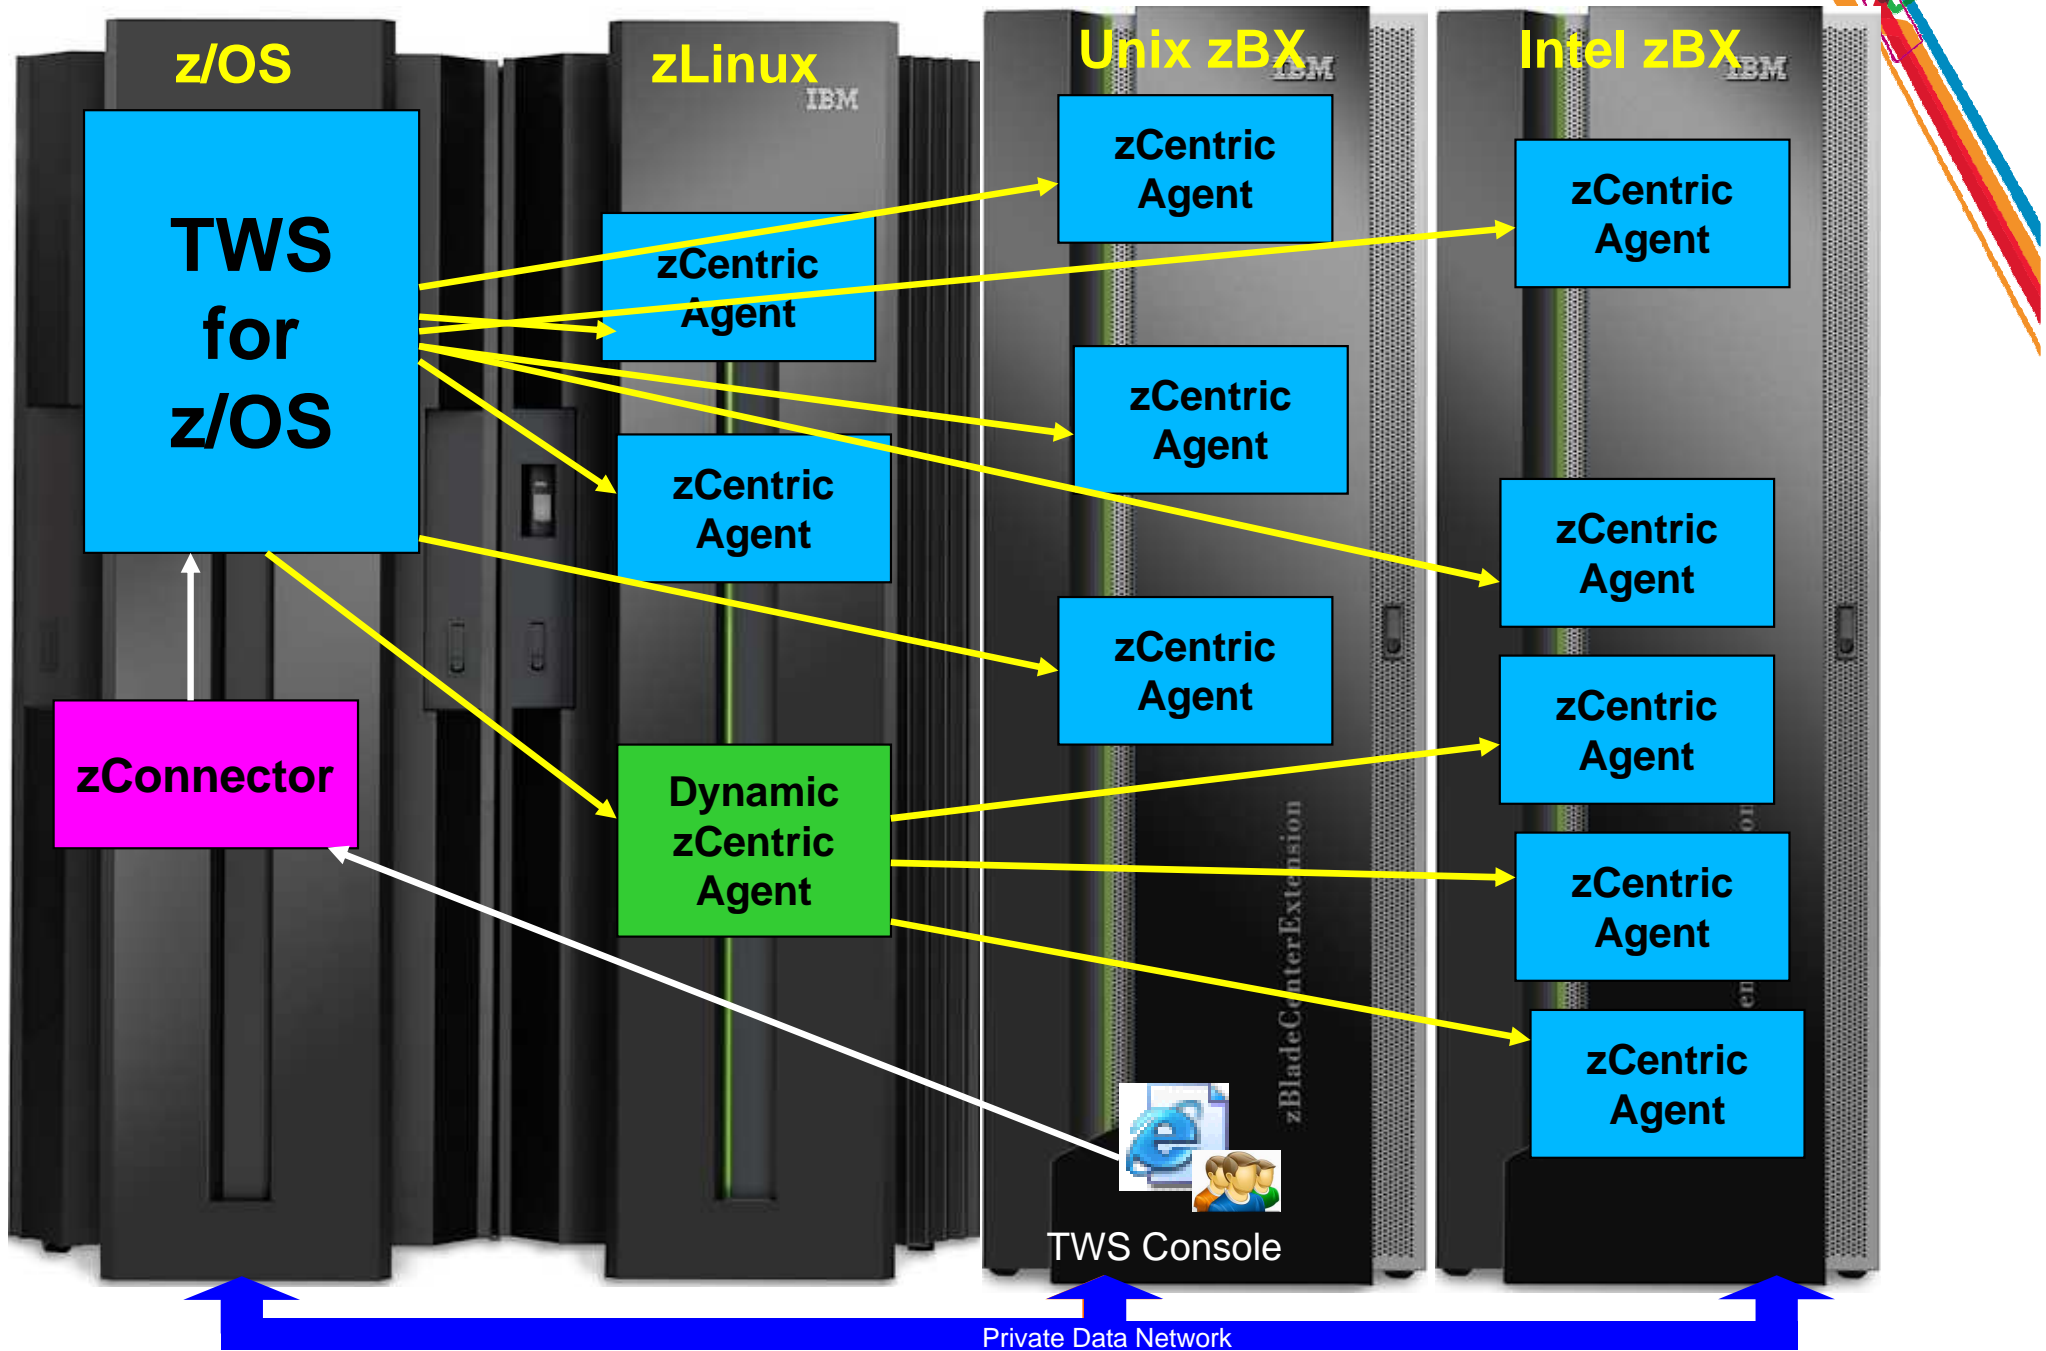 z/OS
zLinux
Unix zBX
Intel zBX
IBM
IBM
IBM
TWS
for
z/OS
zConnector
zCentric
Agent
zCentric
Agent
Dynamic
zCentric
Agent
zCentric
Agent
zCentric
Agent
zCentric
Agent
zBladeCenterExtension
TWS Console
zCentric
Agent
zCentric
Agent
zCentric
Agent
zCentric
Agent
zCentric
Agent
Private Data Network